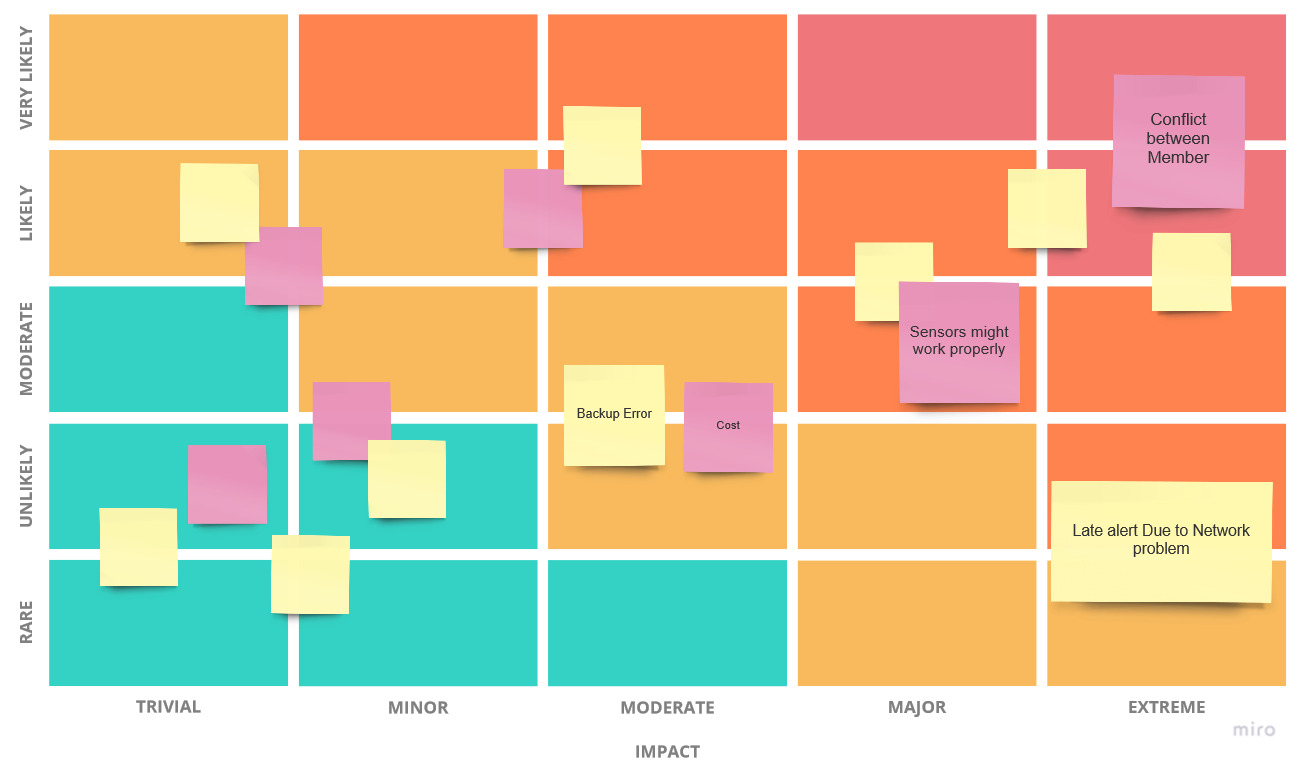 VERY LIKELY
LIKELY
MODERATE
UNLIKELY
RARE
Conflict
between
Member
Sensors might
work properly
Backup Error
Cost
Late alert Due to Network
problem
TRIVIAL
MINOR
MODERATE
MAJOR
EXTREME
IMPACT
miro